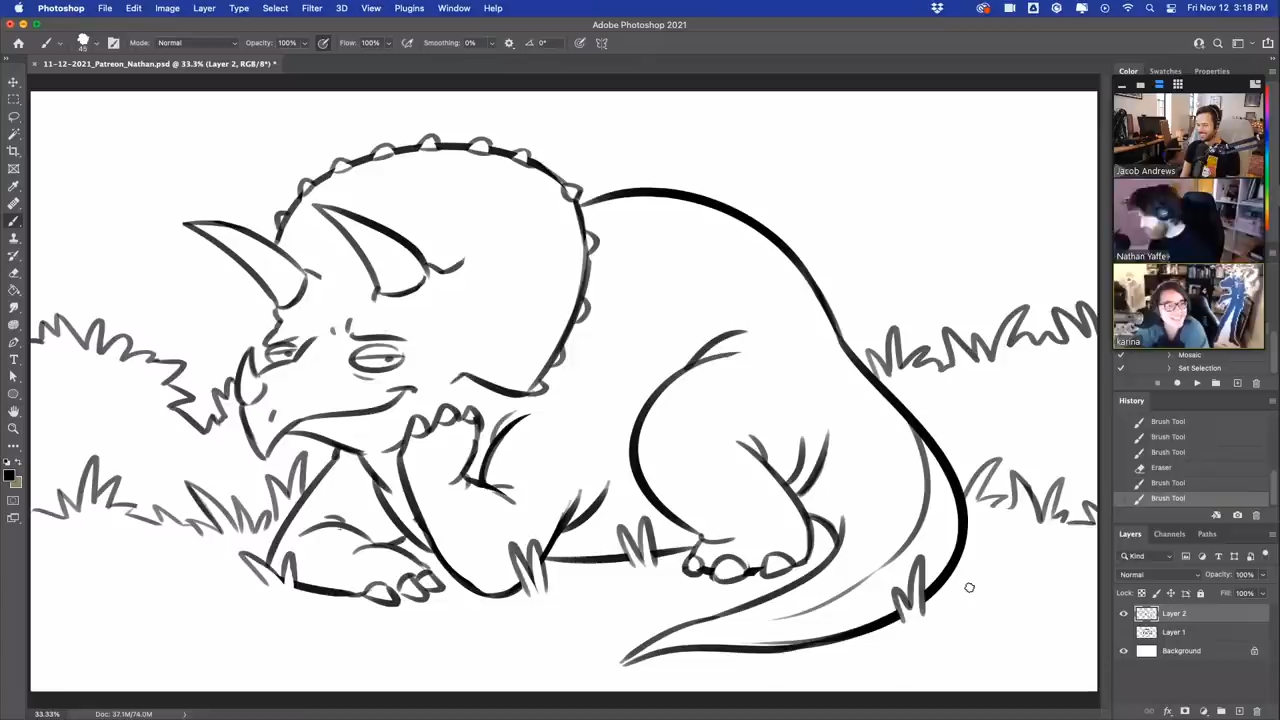 Photoshop File Edit Image Layer Type Select Filter 3D View Plugins Window Help Fri Nov 12 3:18 PM
Adobe Photoshop 2021
45 Mode: Normal Opacity: 100% Flow: 100% Smoothing: 0% 0°
11-12-2021_Patreon_Nathan.psd @ 33.3% (Layer 2, RGB/8*) *
Color Swatches Properties
Jacob Andrews
Nathan Yaffe
karina
Mosaic
Set Selection
History
Brush Tool
Brush Tool
Brush Tool
Eraser
Brush Tool
Brush Tool
Layers Channels Paths
Kind
Normal Opacity: 100%
Lock: Fill: 100%
Layer 2
Layer 1
Background
33.33% Doc: 37.1M/74.0M